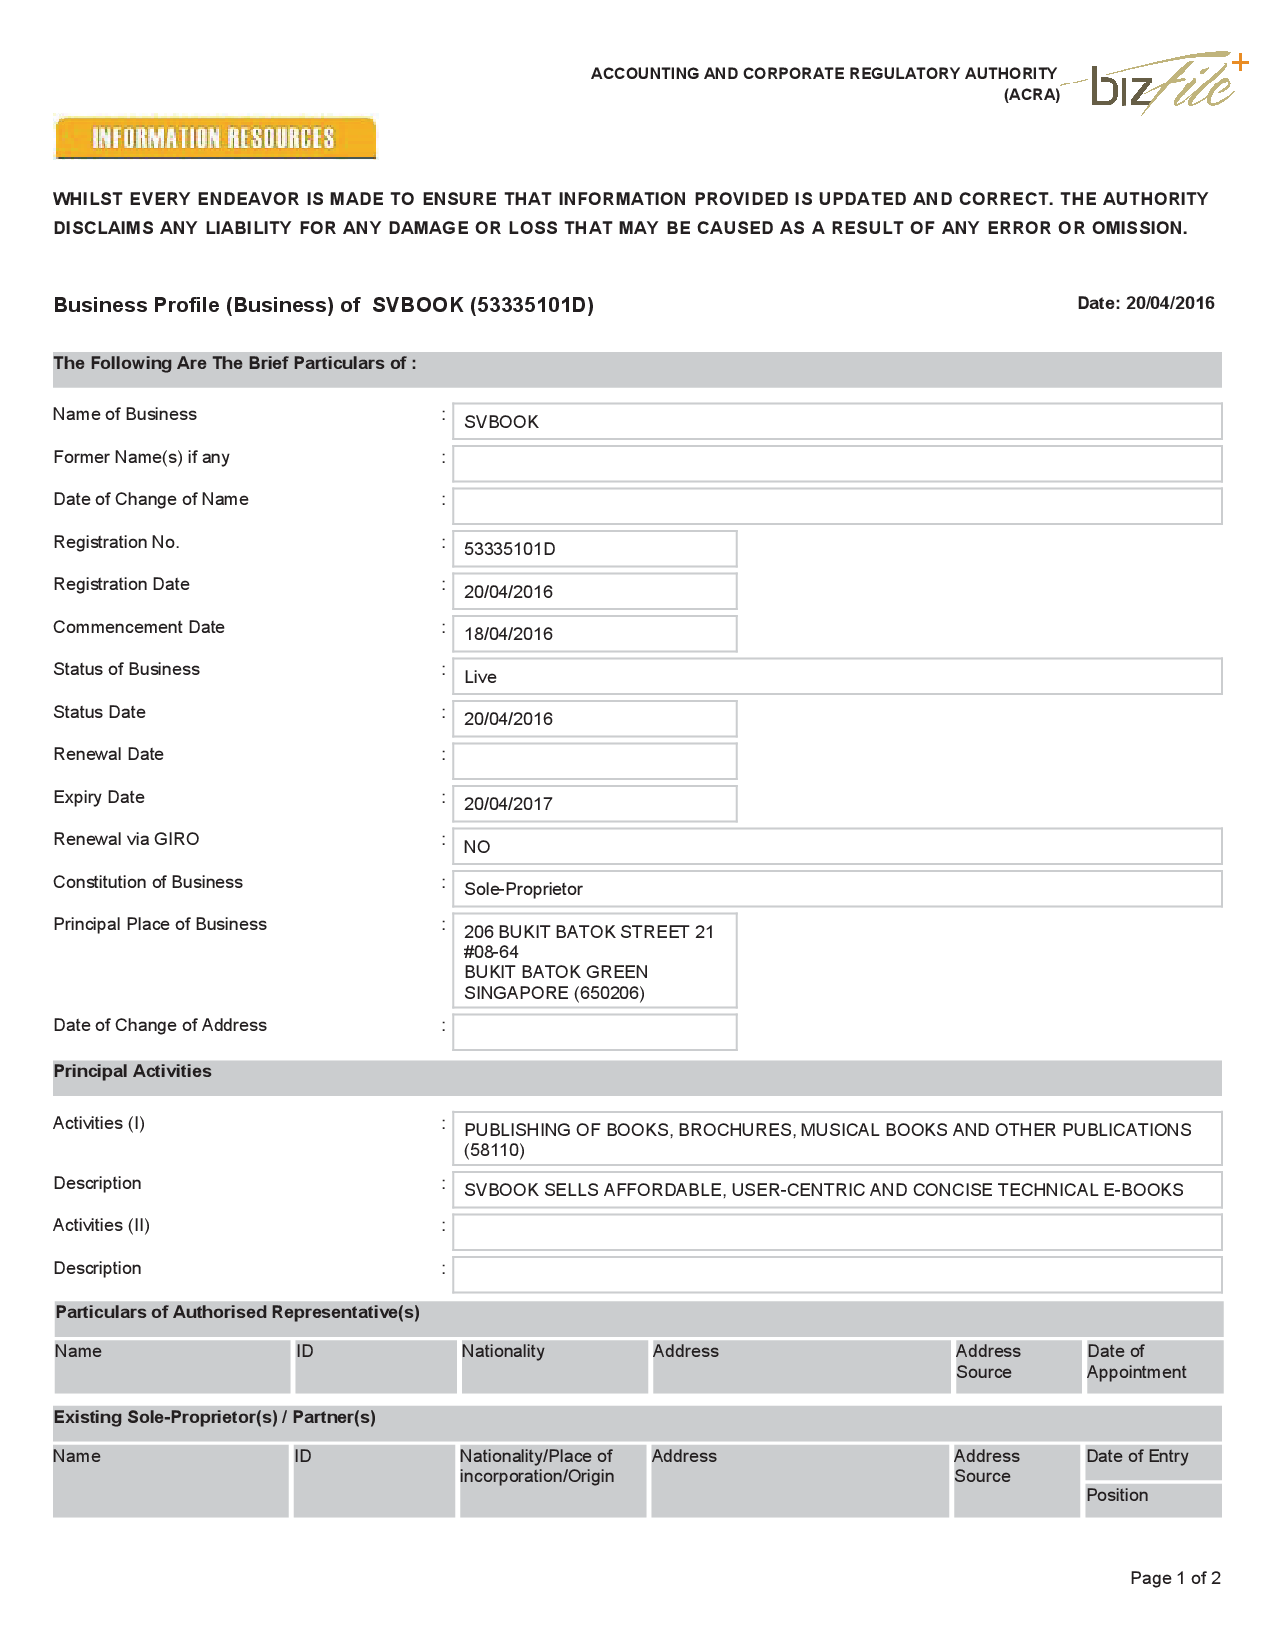 ACCOUNTING AND CORPORATE REGULATORY AUTHORITY
(ACRA)
bizfile+
INFORMATION RESOURCES
WHILST EVERY ENDEAVOR IS MADE TO ENSURE THAT INFORMATION PROVIDED IS UPDATED AND CORRECT. THE AUTHORITY
DISCLAIMS ANY LIABILITY FOR ANY DAMAGE OR LOSS THAT MAY BE CAUSED AS A RESULT OF ANY ERROR OR OMISSION.
Business Profile (Business) of SVBOOK (53335101D) Date: 20/04/2016
The Following Are The Brief Particulars of :
Name of Business : SVBOOK
Former Name(s) if any :
Date of Change of Name :
Registration No. : 53335101D
Registration Date : 20/04/2016
Commencement Date : 18/04/2016
Status of Business : Live
Status Date : 20/04/2016
Renewal Date :
Expiry Date : 20/04/2017
Renewal via GIRO : NO
Constitution of Business : Sole-Proprietor
Principal Place of Business : 206 BUKIT BATOK STREET 21
#08-64
BUKIT BATOK GREEN
SINGAPORE (650206)
Date of Change of Address :
Principal Activities
Activities (I) : PUBLISHING OF BOOKS, BROCHURES, MUSICAL BOOKS AND OTHER PUBLICATIONS
(58110)
Description : SVBOOK SELLS AFFORDABLE, USER-CENTRIC AND CONCISE TECHNICAL E-BOOKS
Activities (II) :
Description :
Particulars of Authorised Representative(s)
Name ID Nationality Address Address Date of
Source Appointment
Existing Sole-Proprietor(s) / Partner(s)
Name ID Nationality/Place of Address Address Date of Entry
incorporation/Origin Source
Position
Page 1 of 2